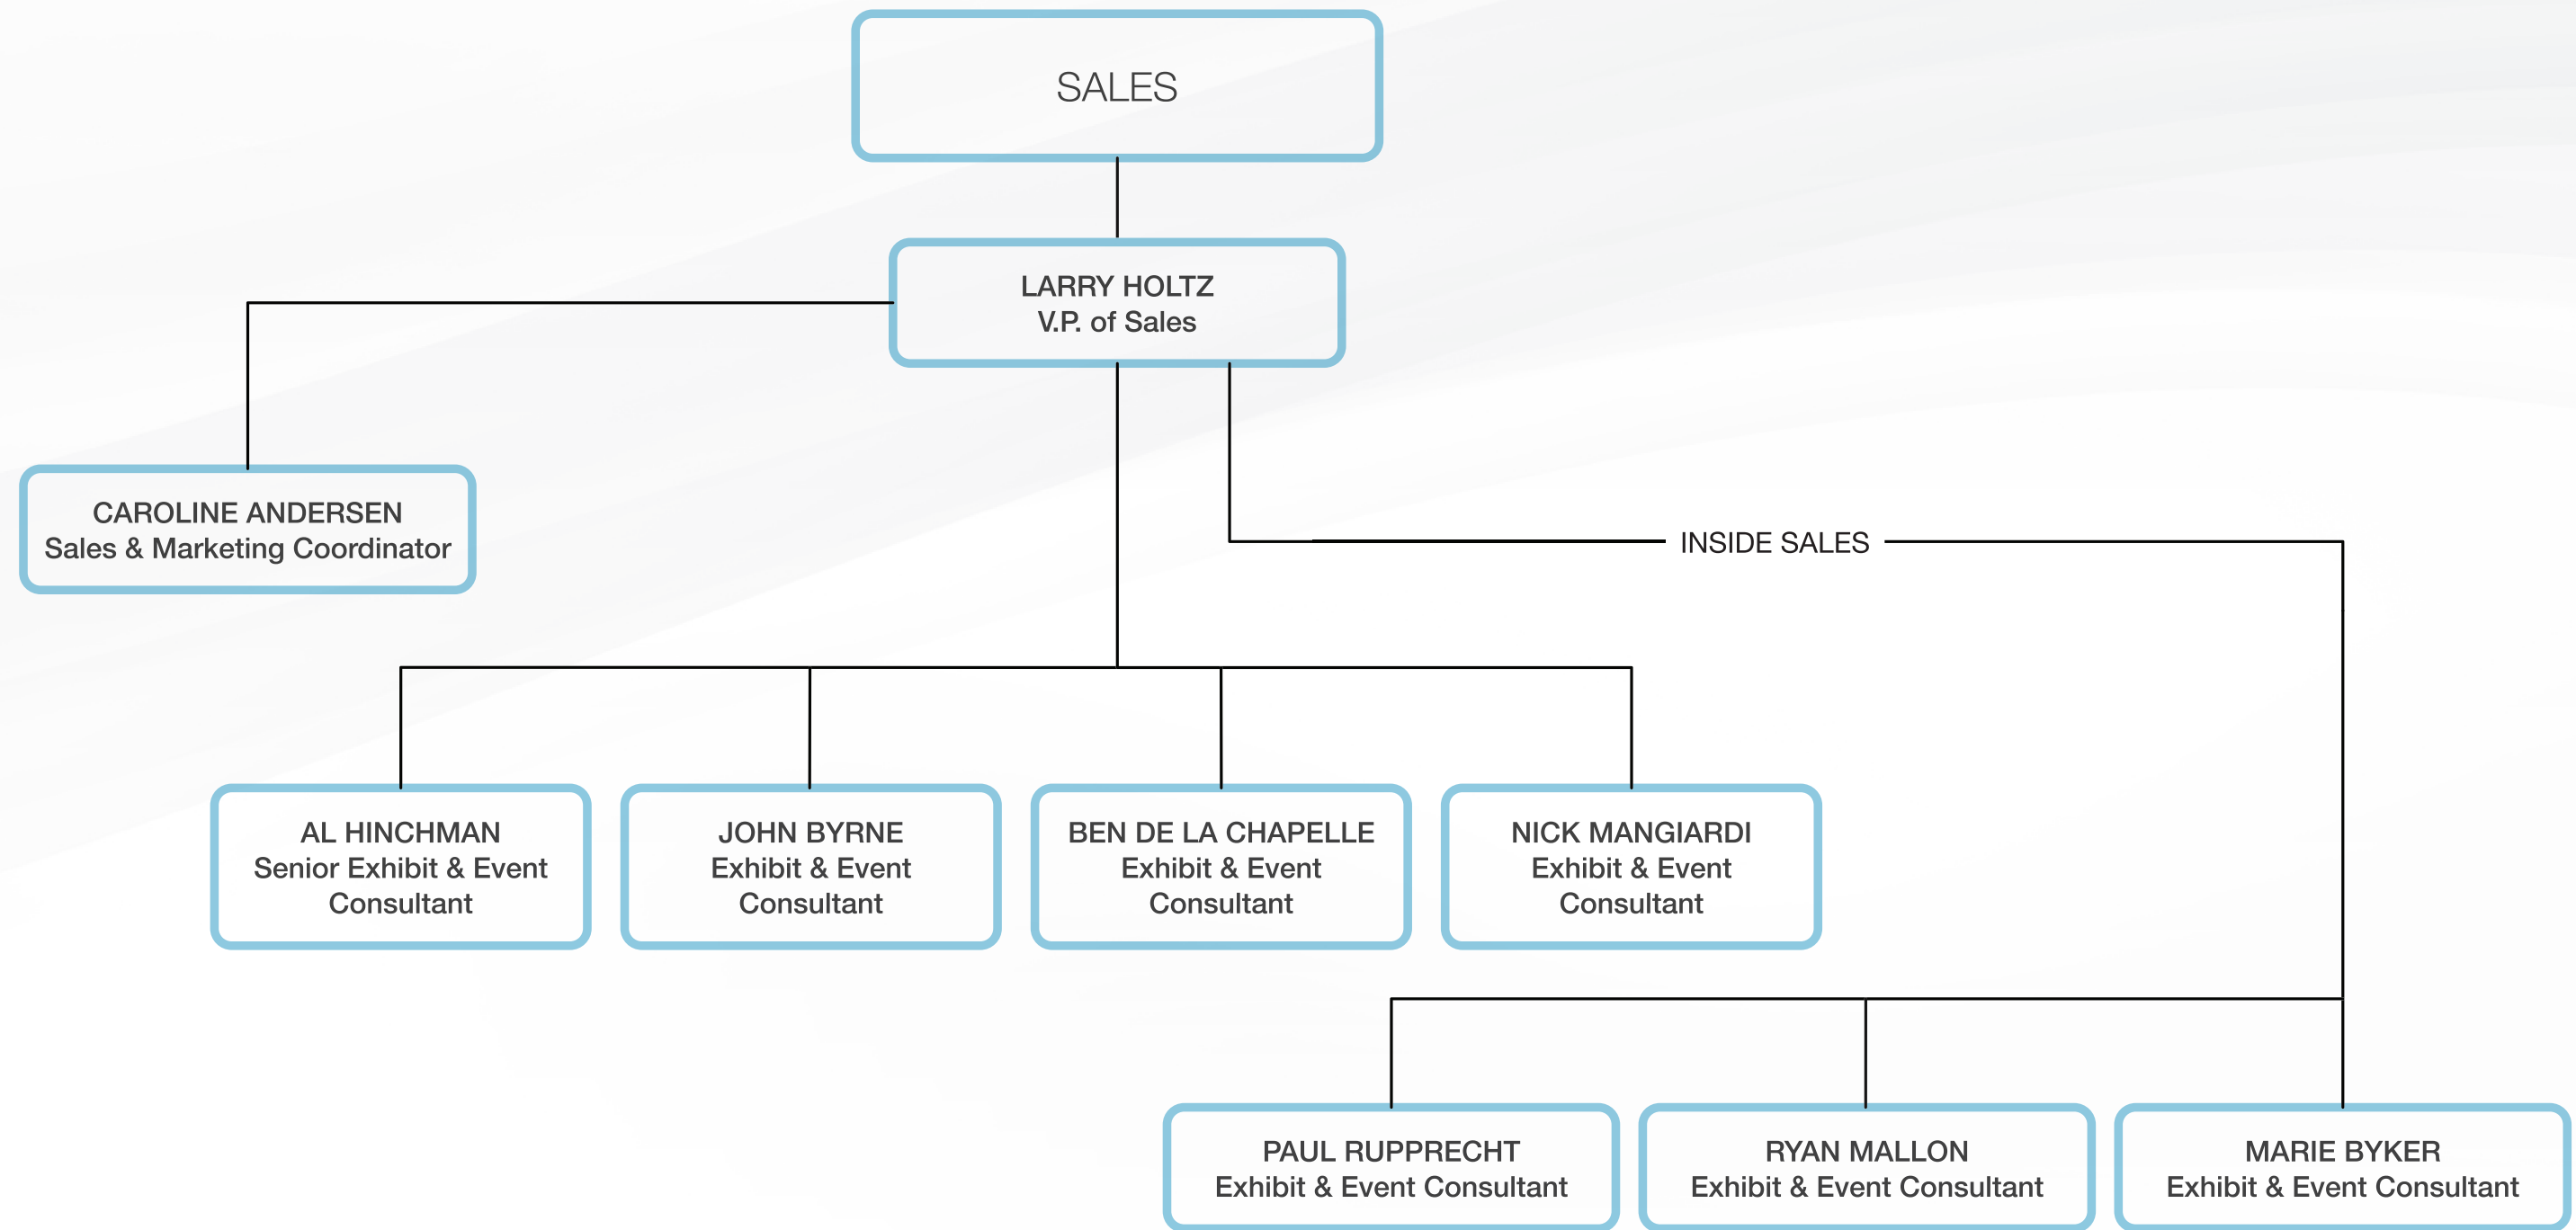 SALES
LARRY HOLTZ
V.P. of Sales
CAROLINE ANDERSEN
Sales & Marketing Coordinator
INSIDE SALES
AL HINCHMAN
Senior Exhibit & Event
Consultant
JOHN BYRNE
Exhibit & Event
Consultant
BEN DE LA CHAPELLE
Exhibit & Event
Consultant
NICK MANGIARDI
Exhibit & Event
Consultant
PAUL RUPPRECHT
Exhibit & Event Consultant
RYAN MALLON
Exhibit & Event Consultant
MARIE BYKER
Exhibit & Event Consultant